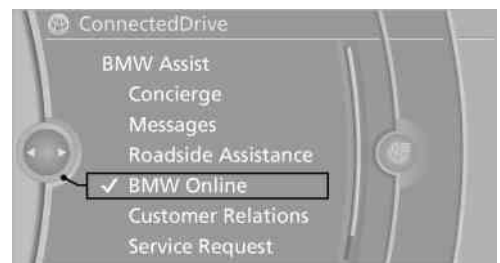 ConnectedDrive
BMW Assist
Concierge
Messages
Roadside Assistance
✓ BMW Online
Customer Relations
Service Request